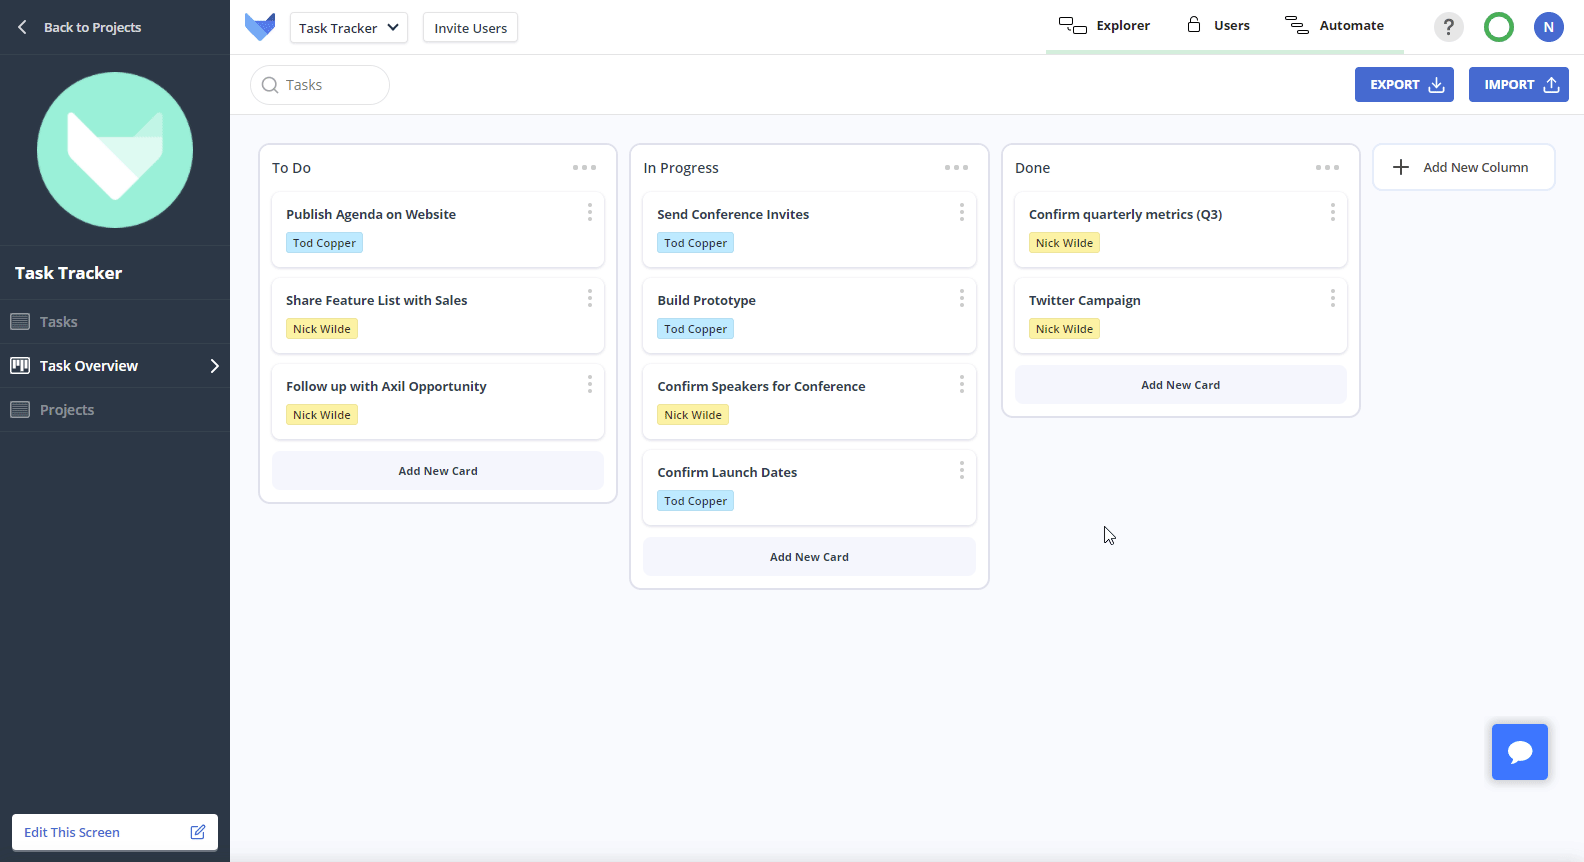 Back to Projects
Task Tracker
Invite Users
Explorer
Users
Automate
?
N
Tasks
EXPORT
IMPORT
Task Tracker
Tasks
Task Overview
Projects
Edit This Screen
To Do
Publish Agenda on Website
Tod Copper
Share Feature List with Sales
Nick Wilde
Follow up with Axil Opportunity
Nick Wilde
Add New Card
In Progress
Send Conference Invites
Tod Copper
Build Prototype
Tod Copper
Confirm Speakers for Conference
Nick Wilde
Confirm Launch Dates
Tod Copper
Add New Card
Done
Confirm quarterly metrics (Q3)
Nick Wilde
Twitter Campaign
Nick Wilde
Add New Card
Add New Column